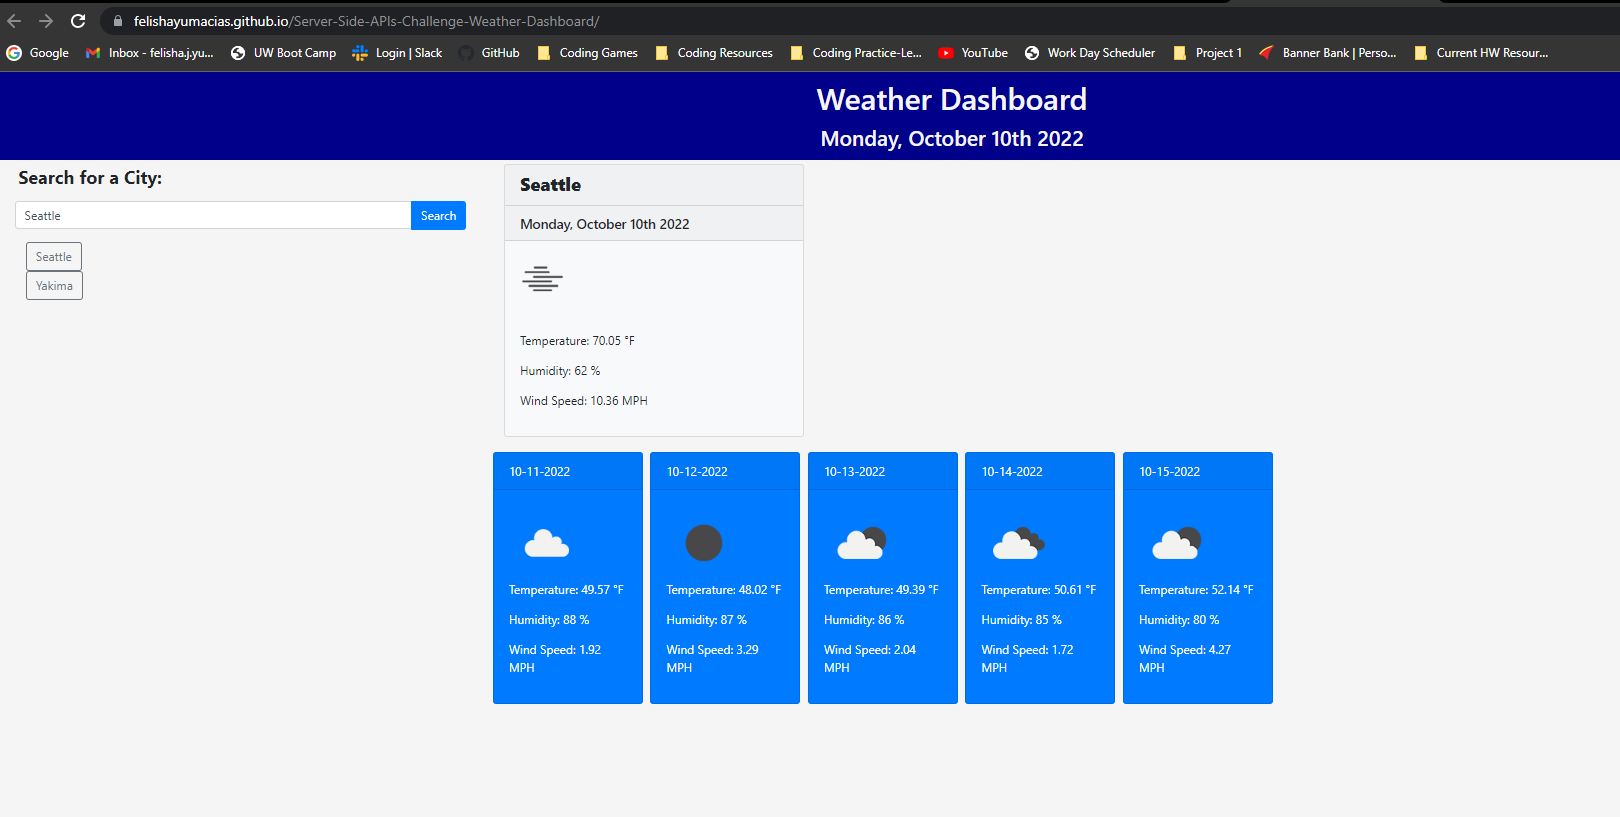 felishayumacias.github.io/Server-Side-APIs-Challenge-Weather-Dashboard/
Google Inbox - felisha.j.yu... UW Boot Camp Login | Slack GitHub Coding Games Coding Resources Coding Practice-Le... YouTube Work Day Scheduler Project 1 Banner Bank | Perso... Current HW Resour...
Weather Dashboard
Monday, October 10th 2022
Search for a City:
Seattle Search
Seattle
Yakima
Seattle
Monday, October 10th 2022
Temperature: 70.05 °F
Humidity: 62 %
Wind Speed: 10.36 MPH
10-11-2022
Temperature: 49.57 °F
Humidity: 88 %
Wind Speed: 1.92
MPH
10-12-2022
Temperature: 48.02 °F
Humidity: 87 %
Wind Speed: 3.29
MPH
10-13-2022
Temperature: 49.39 °F
Humidity: 86 %
Wind Speed: 2.04
MPH
10-14-2022
Temperature: 50.61 °F
Humidity: 85 %
Wind Speed: 1.72
MPH
10-15-2022
Temperature: 52.14 °F
Humidity: 80 %
Wind Speed: 4.27
MPH